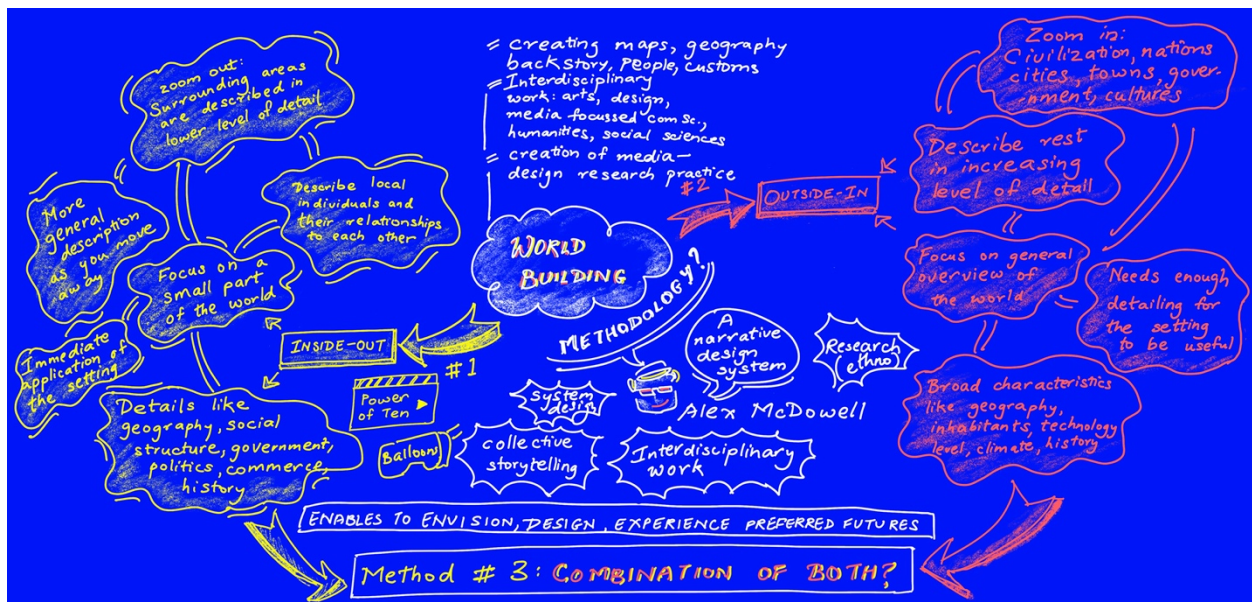 = creating maps, geography
backstory, People, customs
= Interdisciplinary
work: arts, design,
media focussed com Sc.,
humanities, social sciences
= creation of media-
design research practice
WORLD
BUILDING
METHODOLOGY?
#1
INSIDE-OUT
zoom out:
Surrounding areas
are described in
lower level of detail
More
general
description
as you move
away
Describe local
individuals and
their relationships
to each other
Focus on a
small part
of the world
Immediate
application of
the setting
Details like
geography, social
structure, government,
politics, commerce,
history
Power
of Ten
Balloons
#2
OUTSIDE-IN
Zoom in:
Civilization, nations
cities, towns, gover-
nment, cultures
Describe rest
in increasing
level of detail
Focus on general
overview of
the world
Needs enough
detailing for
the setting
to be useful
Broad characteristics
like geography,
inhabitants, technology
level, climate, history
A
narrative
design
system
Research
(ethno)
System
design
Alex McDowell
collective
storytelling
Interdisciplinary
work
ENABLES TO ENVISION, DESIGN, EXPERIENCE PREFERRED FUTURES
Method # 3: COMBINATION OF BOTH?